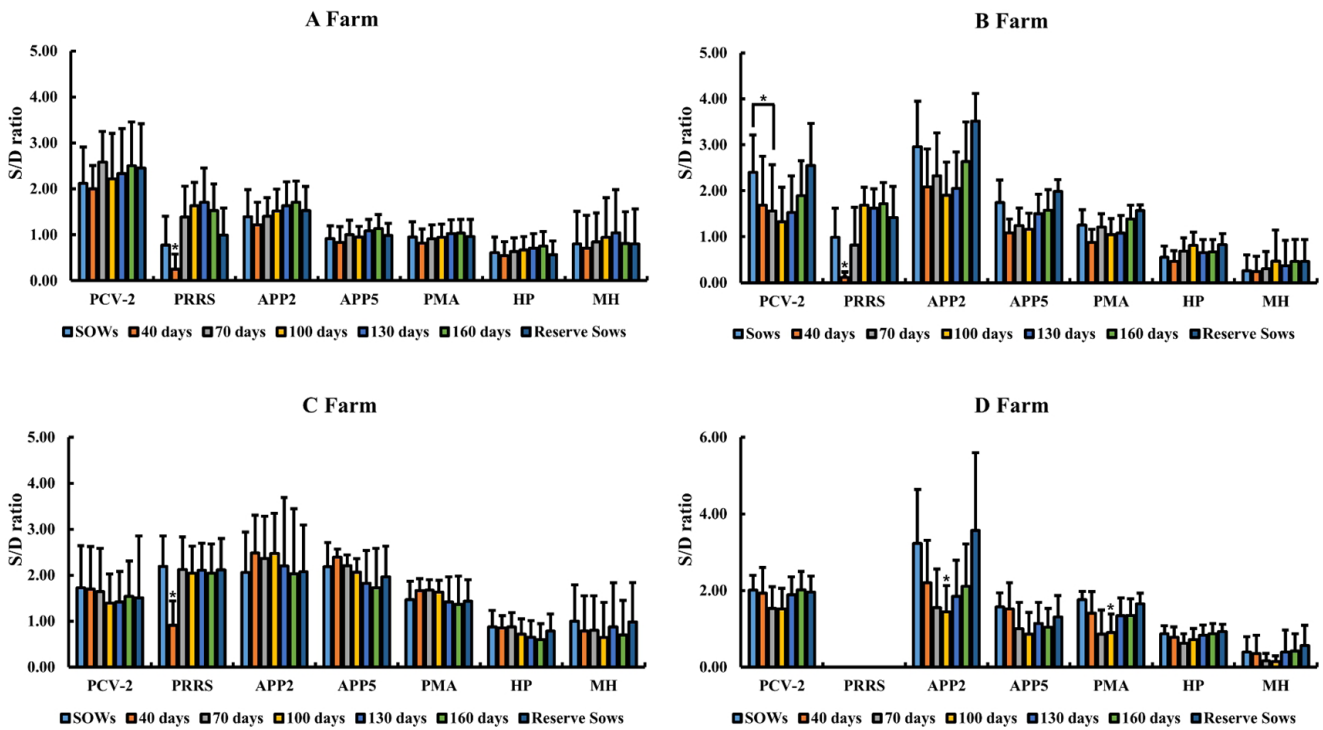 A Farm
S/D ratio
5.00
4.00
3.00
2.00
1.00
0.00
*
PCV-2 PRRS APP2 APP5 PMA HP MH
SOWs 40 days 70 days 100 days 130 days 160 days Reserve Sows
B Farm
S/D ratio
5.00
4.00
3.00
2.00
1.00
0.00
*
*
PCV-2 PRRS APP2 APP5 PMA HP MH
Sows 40 days 70 days 100 days 130 days 160 days Reserve Sows
C Farm
S/D ratio
5.00
4.00
3.00
2.00
1.00
0.00
*
PCV-2 PRRS APP2 APP5 PMA HP MH
SOWs 40 days 70 days 100 days 130 days 160 days Reserve Sows
D Farm
S/D ratio
6.00
4.00
2.00
0.00
*
*
PCV-2 PRRS APP2 APP5 PMA HP MH
SOWs 40 days 70 days 100 days 130 days 160 days Reserve Sows